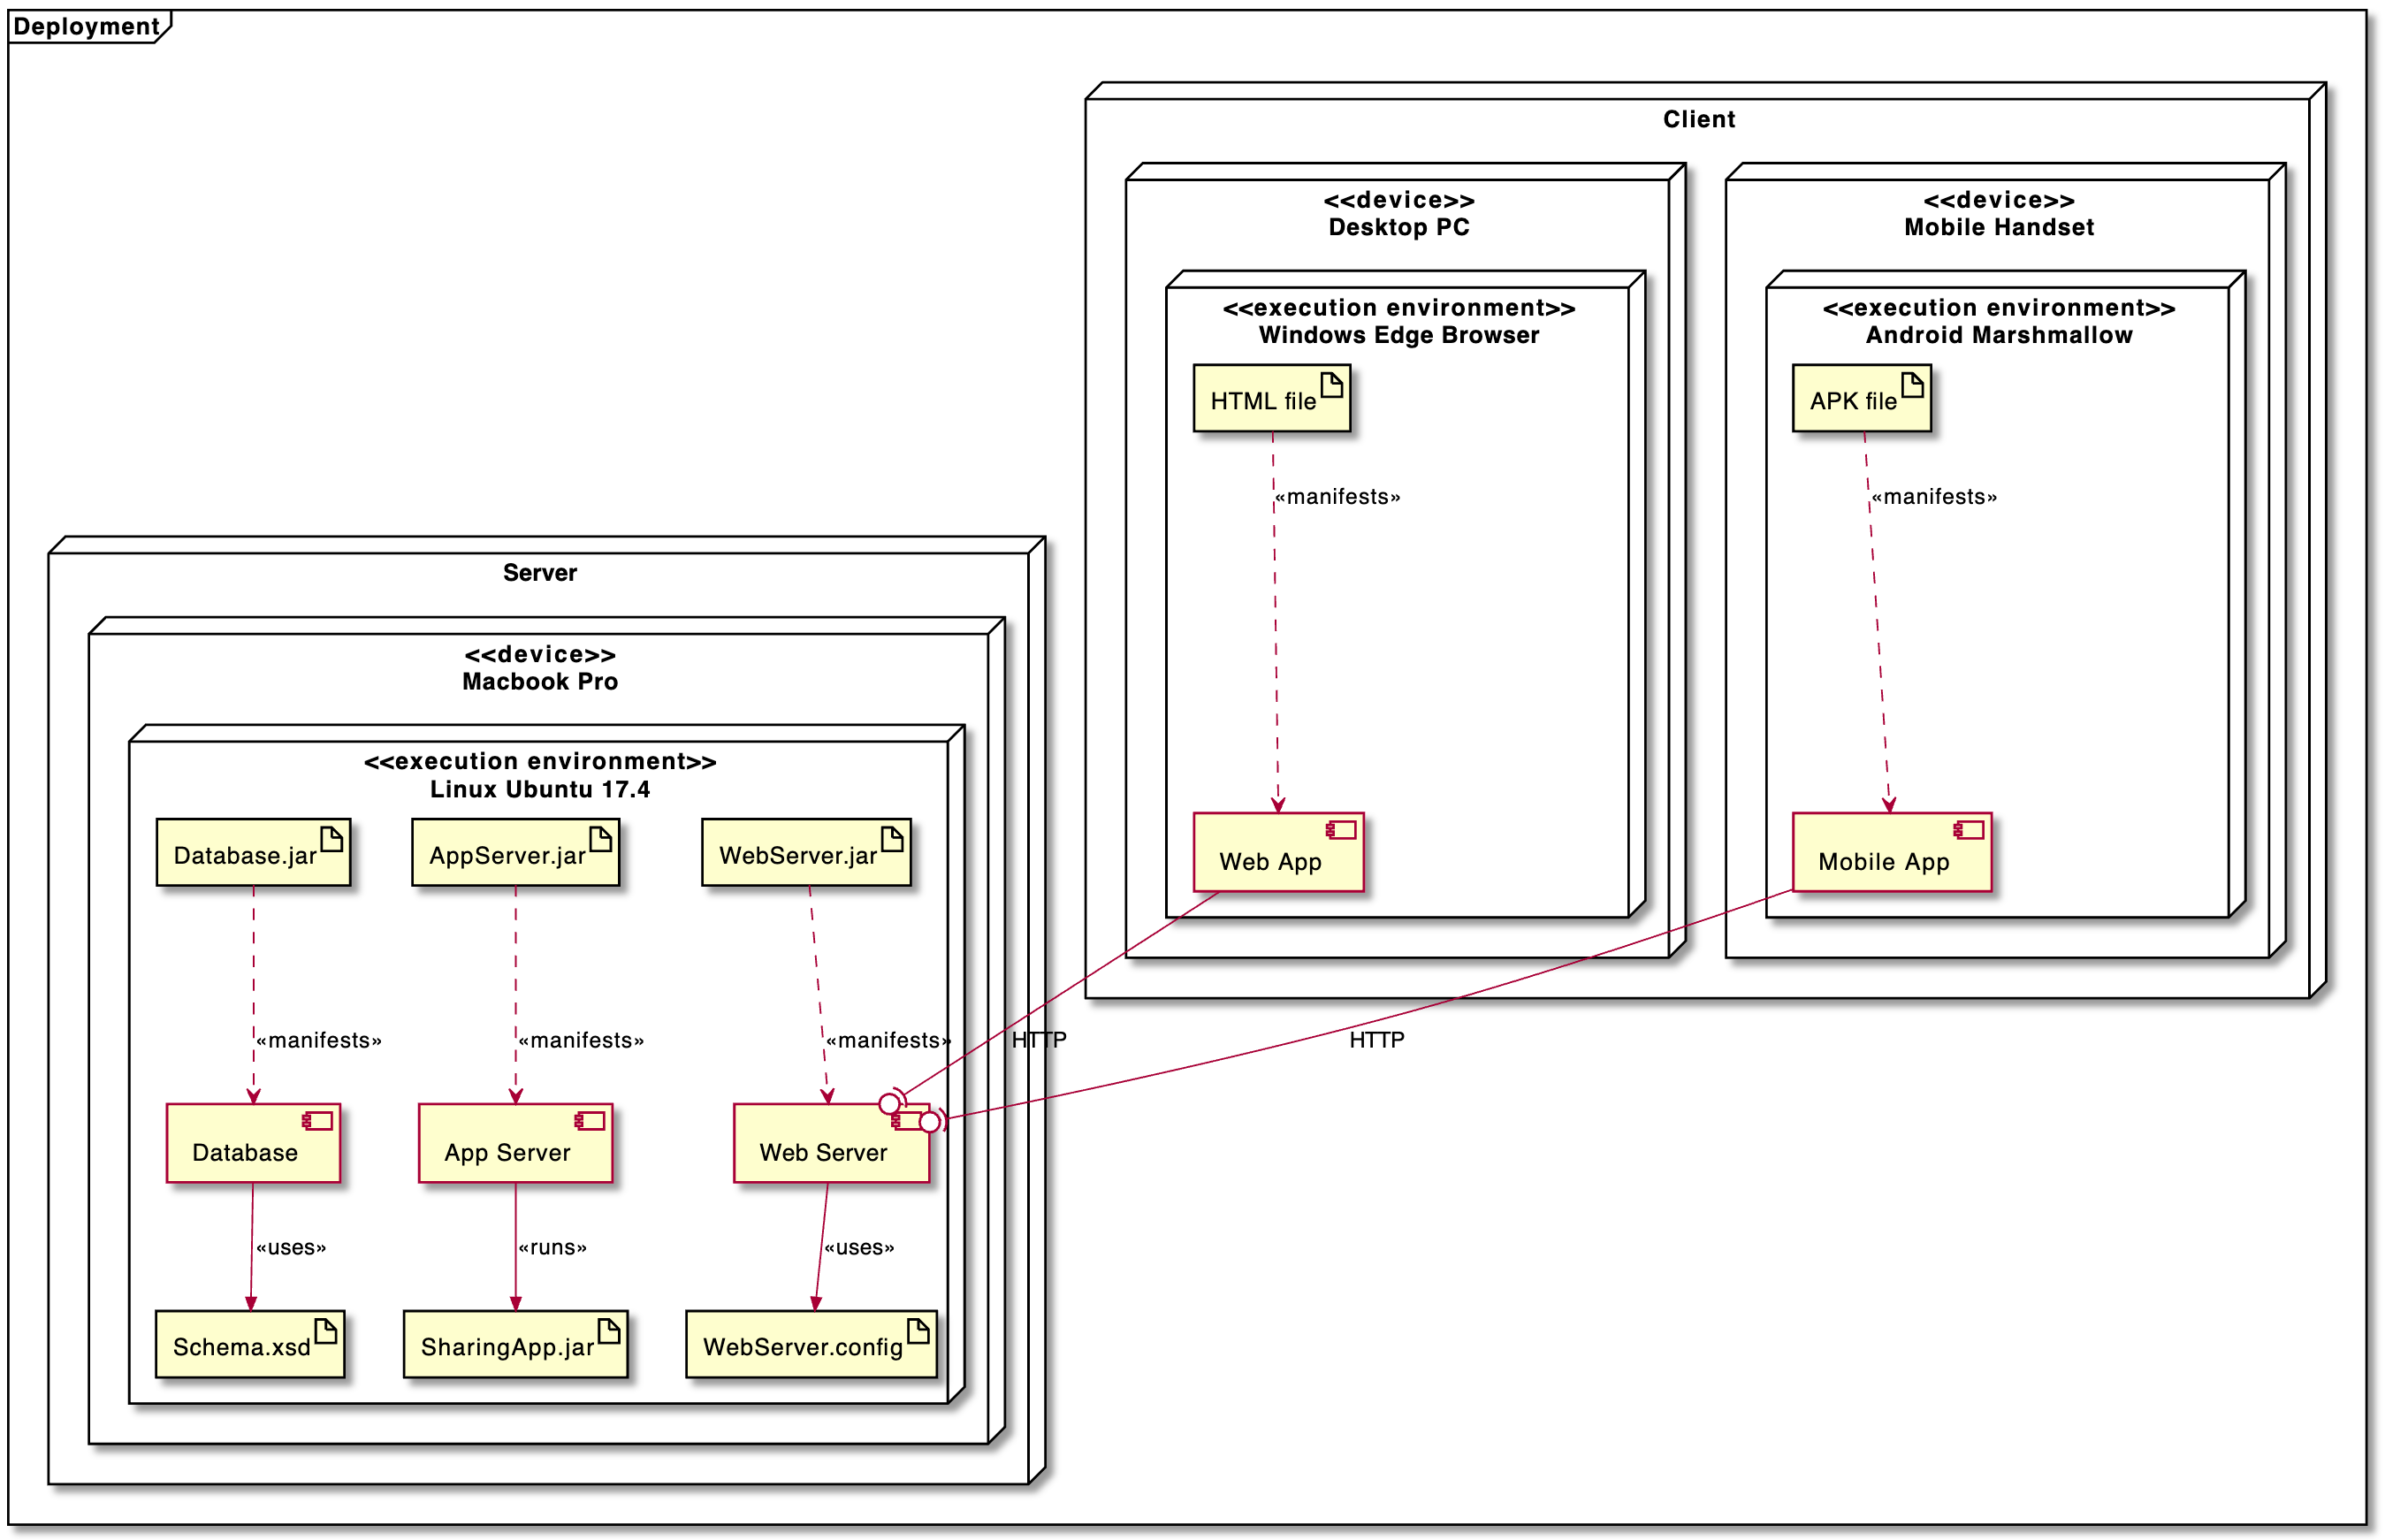 Deployment
Client
<<device>>
Desktop PC
<<device>>
Mobile Handset
<<execution environment>>
Windows Edge Browser
<<execution environment>>
Android Marshmallow
HTML file
APK file
«manifests»
«manifests»
Server
<<device>>
Macbook Pro
<<execution environment>>
Linux Ubuntu 17.4
Database.jar
AppServer.jar
WebServer.jar
Web App
Mobile App
«manifests»
«manifests»
«manifests»
HTTP
HTTP
Database
App Server
Web Server
«uses»
«runs»
«uses»
Schema.xsd
SharingApp.jar
WebServer.config